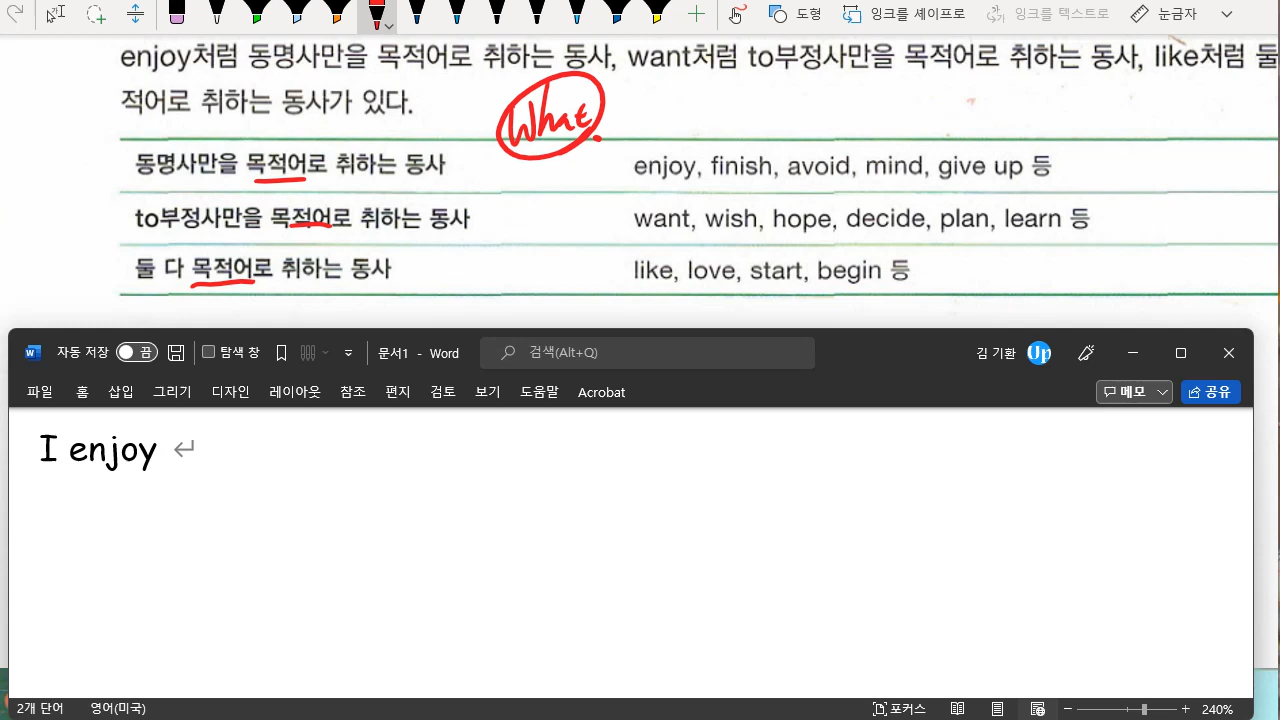 도형 잉크를 셰이프로 잉크를 텍스트로 눈금자
enjoy처럼 동명사만을 목적어로 취하는 동사, want처럼 to부정사만을 목적어로 취하는 동사, like처럼 둘
적어로 취하는 동사가 있다.
What
동명사만을 목적어로 취하는 동사 enjoy, finish, avoid, mind, give up 등
to부정사만을 목적어로 취하는 동사 want, wish, hope, decide, plan, learn 등
둘 다 목적어로 취하는 동사 like, love, start, begin 등
자동 저장 끔 탐색 창 문서1 - Word 검색(Alt+Q) 김 기환 Up
파일 홈 삽입 그리기 디자인 레이아웃 참조 편지 검토 보기 도움말 Acrobat 메모 공유
I enjoy
2개 단어 영어(미국) 포커스 240%